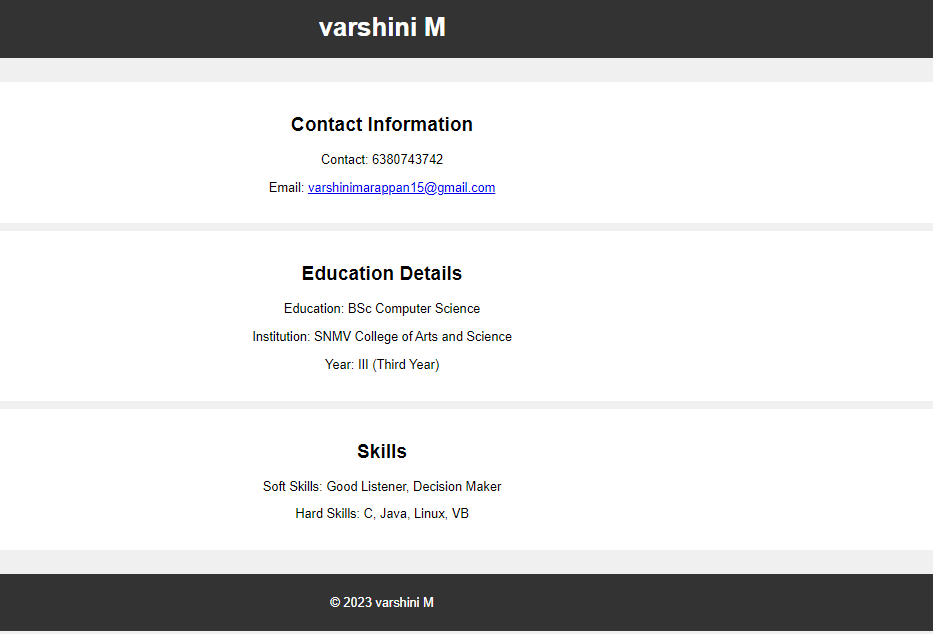 varshini M
Contact Information
Contact: 6380743742
Email: varshinimarappan15@gmail.com
Education Details
Education: BSc Computer Science
Institution: SNMV College of Arts and Science
Year: III (Third Year)
Skills
Soft Skills: Good Listener, Decision Maker
Hard Skills: C, Java, Linux, VB
© 2023 varshini M